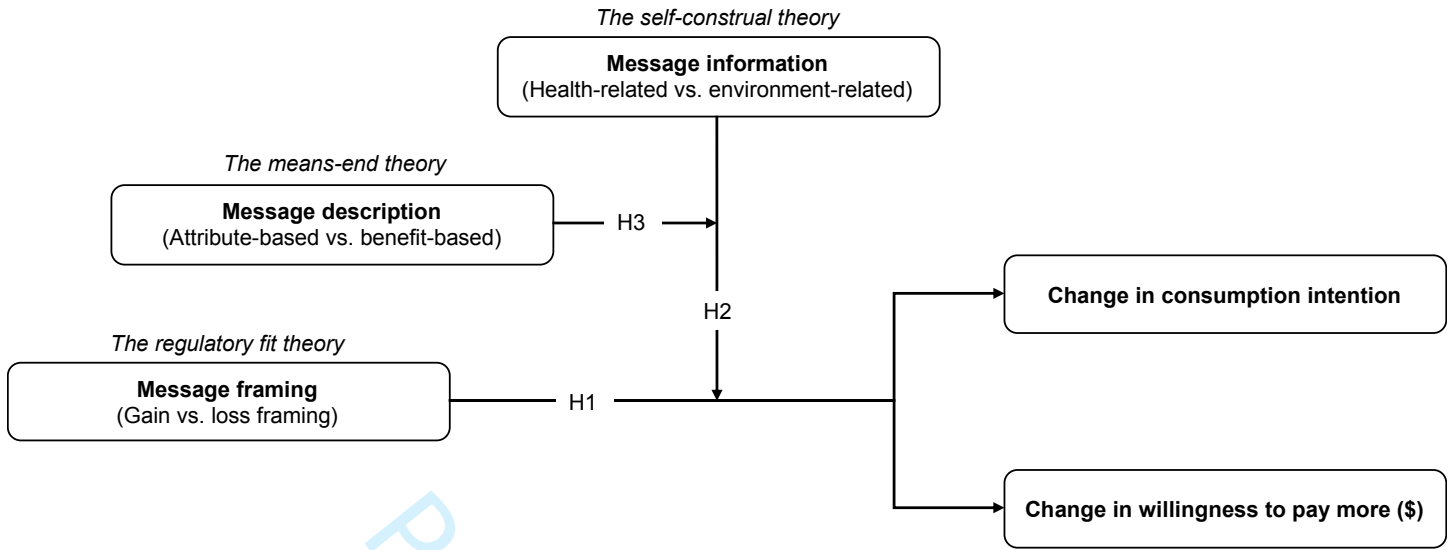 The self-construal theory
Message information
(Health-related vs. environment-related)
The means-end theory
Message description
(Attribute-based vs. benefit-based)
H3
Change in consumption intention
H2
The regulatory fit theory
Message framing
(Gain vs. loss framing)
H1
Change in willingness to pay more ($)
P